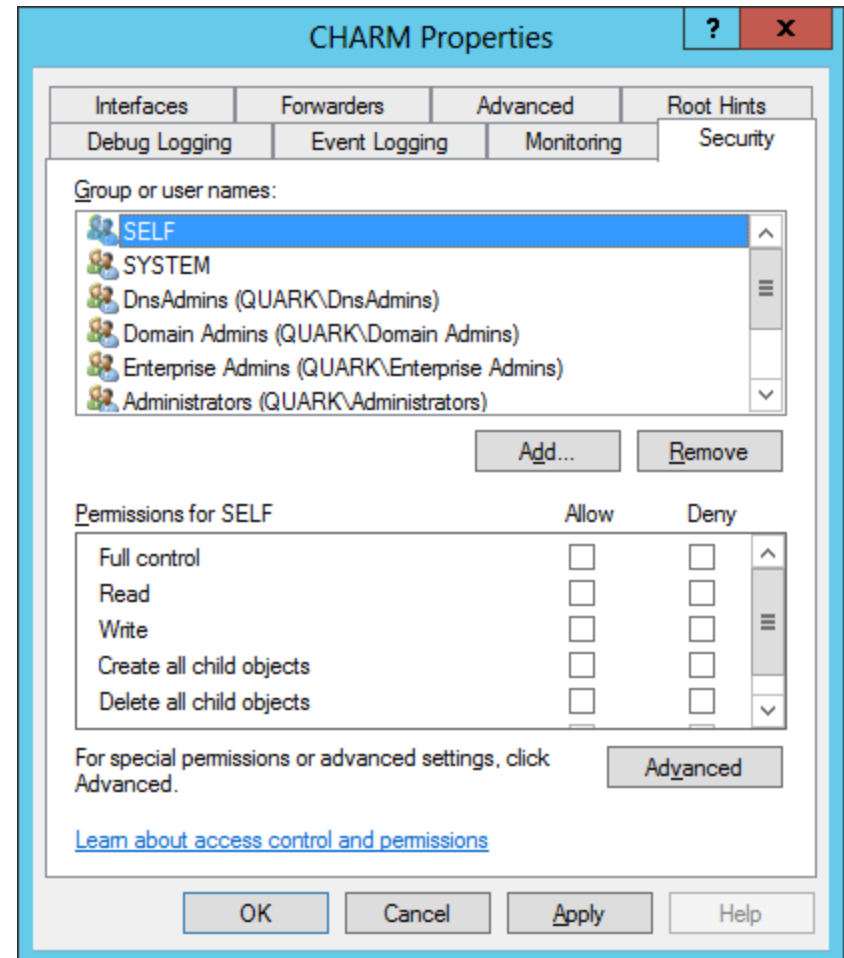 CHARM Properties
?
x
Interfaces
Forwarders
Advanced
Root Hints
Debug Logging
Event Logging
Monitoring
Security
Group or user names:
SELF
SYSTEM
DnsAdmins (QUARK\DnsAdmins)
Domain Admins (QUARK\Domain Admins)
Enterprise Admins (QUARK\Enterprise Admins)
Administrators (QUARK\Administrators)
Add...
Remove
Permissions for SELF
Allow
Deny
Full control
Read
Write
Create all child objects
Delete all child objects
For special permissions or advanced settings, click
Advanced.
Advanced
Learn about access control and permissions
OK
Cancel
Apply
Help